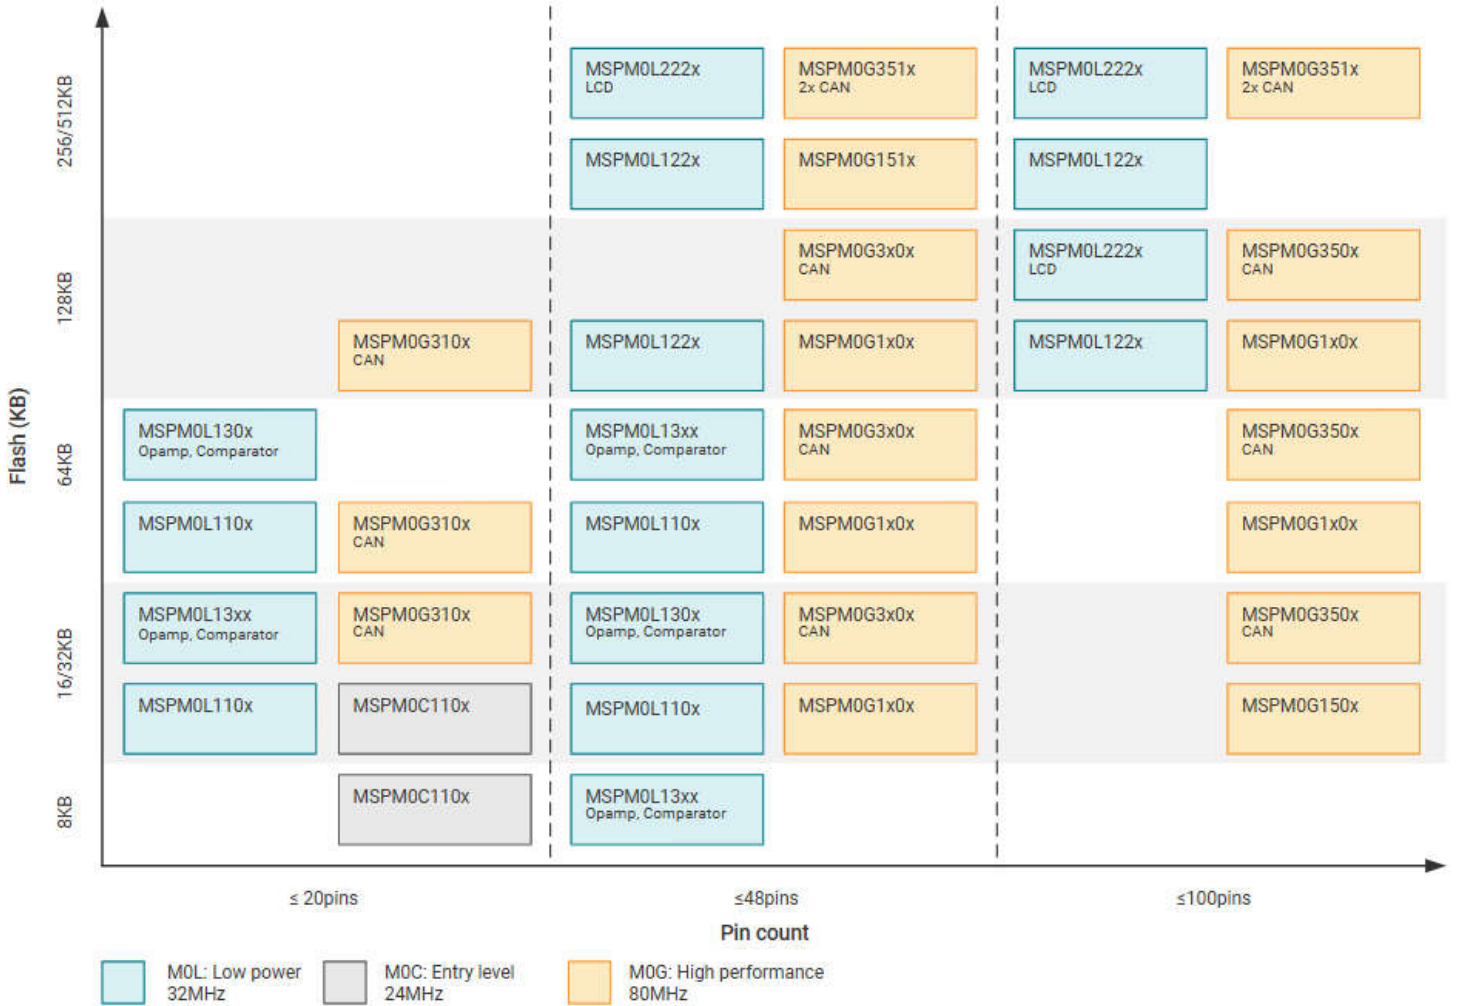 Flash (KB)
256/512KB
MSPM0L222x
LCD
MSPM0G351x
2x CAN
MSPM0L222x
LCD
MSPM0G351x
2x CAN
MSPM0L122x
MSPM0G151x
MSPM0L122x
128KB
MSPM0G3x0x
CAN
MSPM0L222x
LCD
MSPM0G350x
CAN
MSPM0G310x
CAN
MSPM0L122x
MSPM0G1x0x
MSPM0L122x
MSPM0G1x0x
64KB
MSPM0L130x
Opamp, Comparator
MSPM0L13xx
Opamp, Comparator
MSPM0G3x0x
CAN
MSPM0G350x
CAN
MSPM0L110x
MSPM0G310x
CAN
MSPM0L110x
MSPM0G1x0x
MSPM0G1x0x
16/32KB
MSPM0L13xx
Opamp, Comparator
MSPM0G310x
CAN
MSPM0L130x
Opamp, Comparator
MSPM0G3x0x
CAN
MSPM0G350x
CAN
MSPM0L110x
MSPM0C110x
MSPM0L110x
MSPM0G1x0x
MSPM0G150x
8KB
MSPM0C110x
MSPM0L13xx
Opamp, Comparator
≤ 20pins
≤48pins
≤100pins
Pin count
M0L: Low power
32MHz
M0C: Entry level
24MHz
M0G: High performance
80MHz